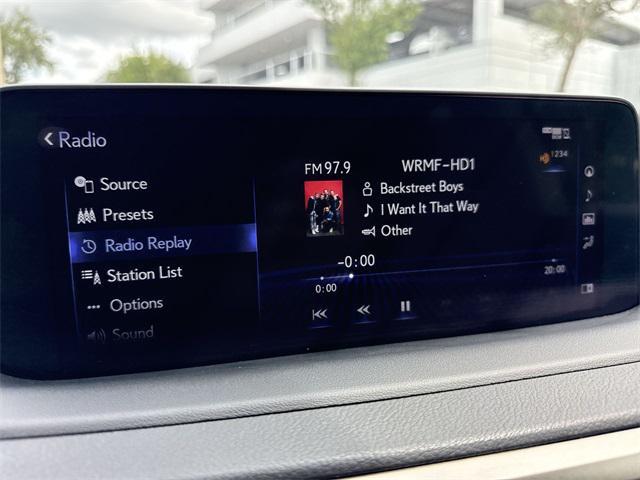 Radio
Source
Presets
Radio Replay
Station List
Options
Sound
FM 97.9 WRMF-HD1
Backstreet Boys
I Want It That Way
Other
-0:00
0:00 20:00
1234